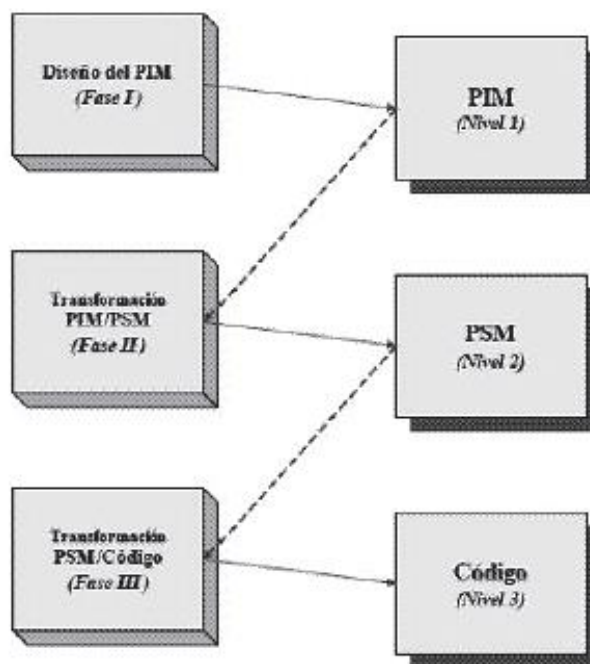 Diseño del PIM
(Fase I)
PIM
(Nivel 1)
Transformación
PIM/PSM
(Fase II)
PSM
(Nivel 2)
Transformación
PSM/Código
(Fase III)
Código
(Nivel 3)